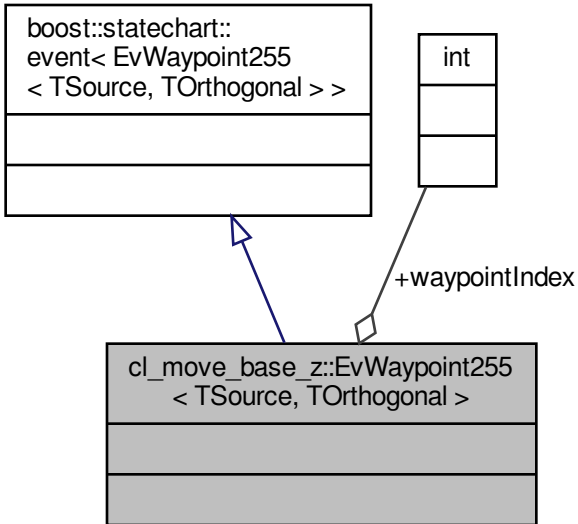 boost::statechart::
event< EvWaypoint255
< TSource, TOrthogonal > >
int
+waypointIndex
cl_move_base_z::EvWaypoint255
< TSource, TOrthogonal >